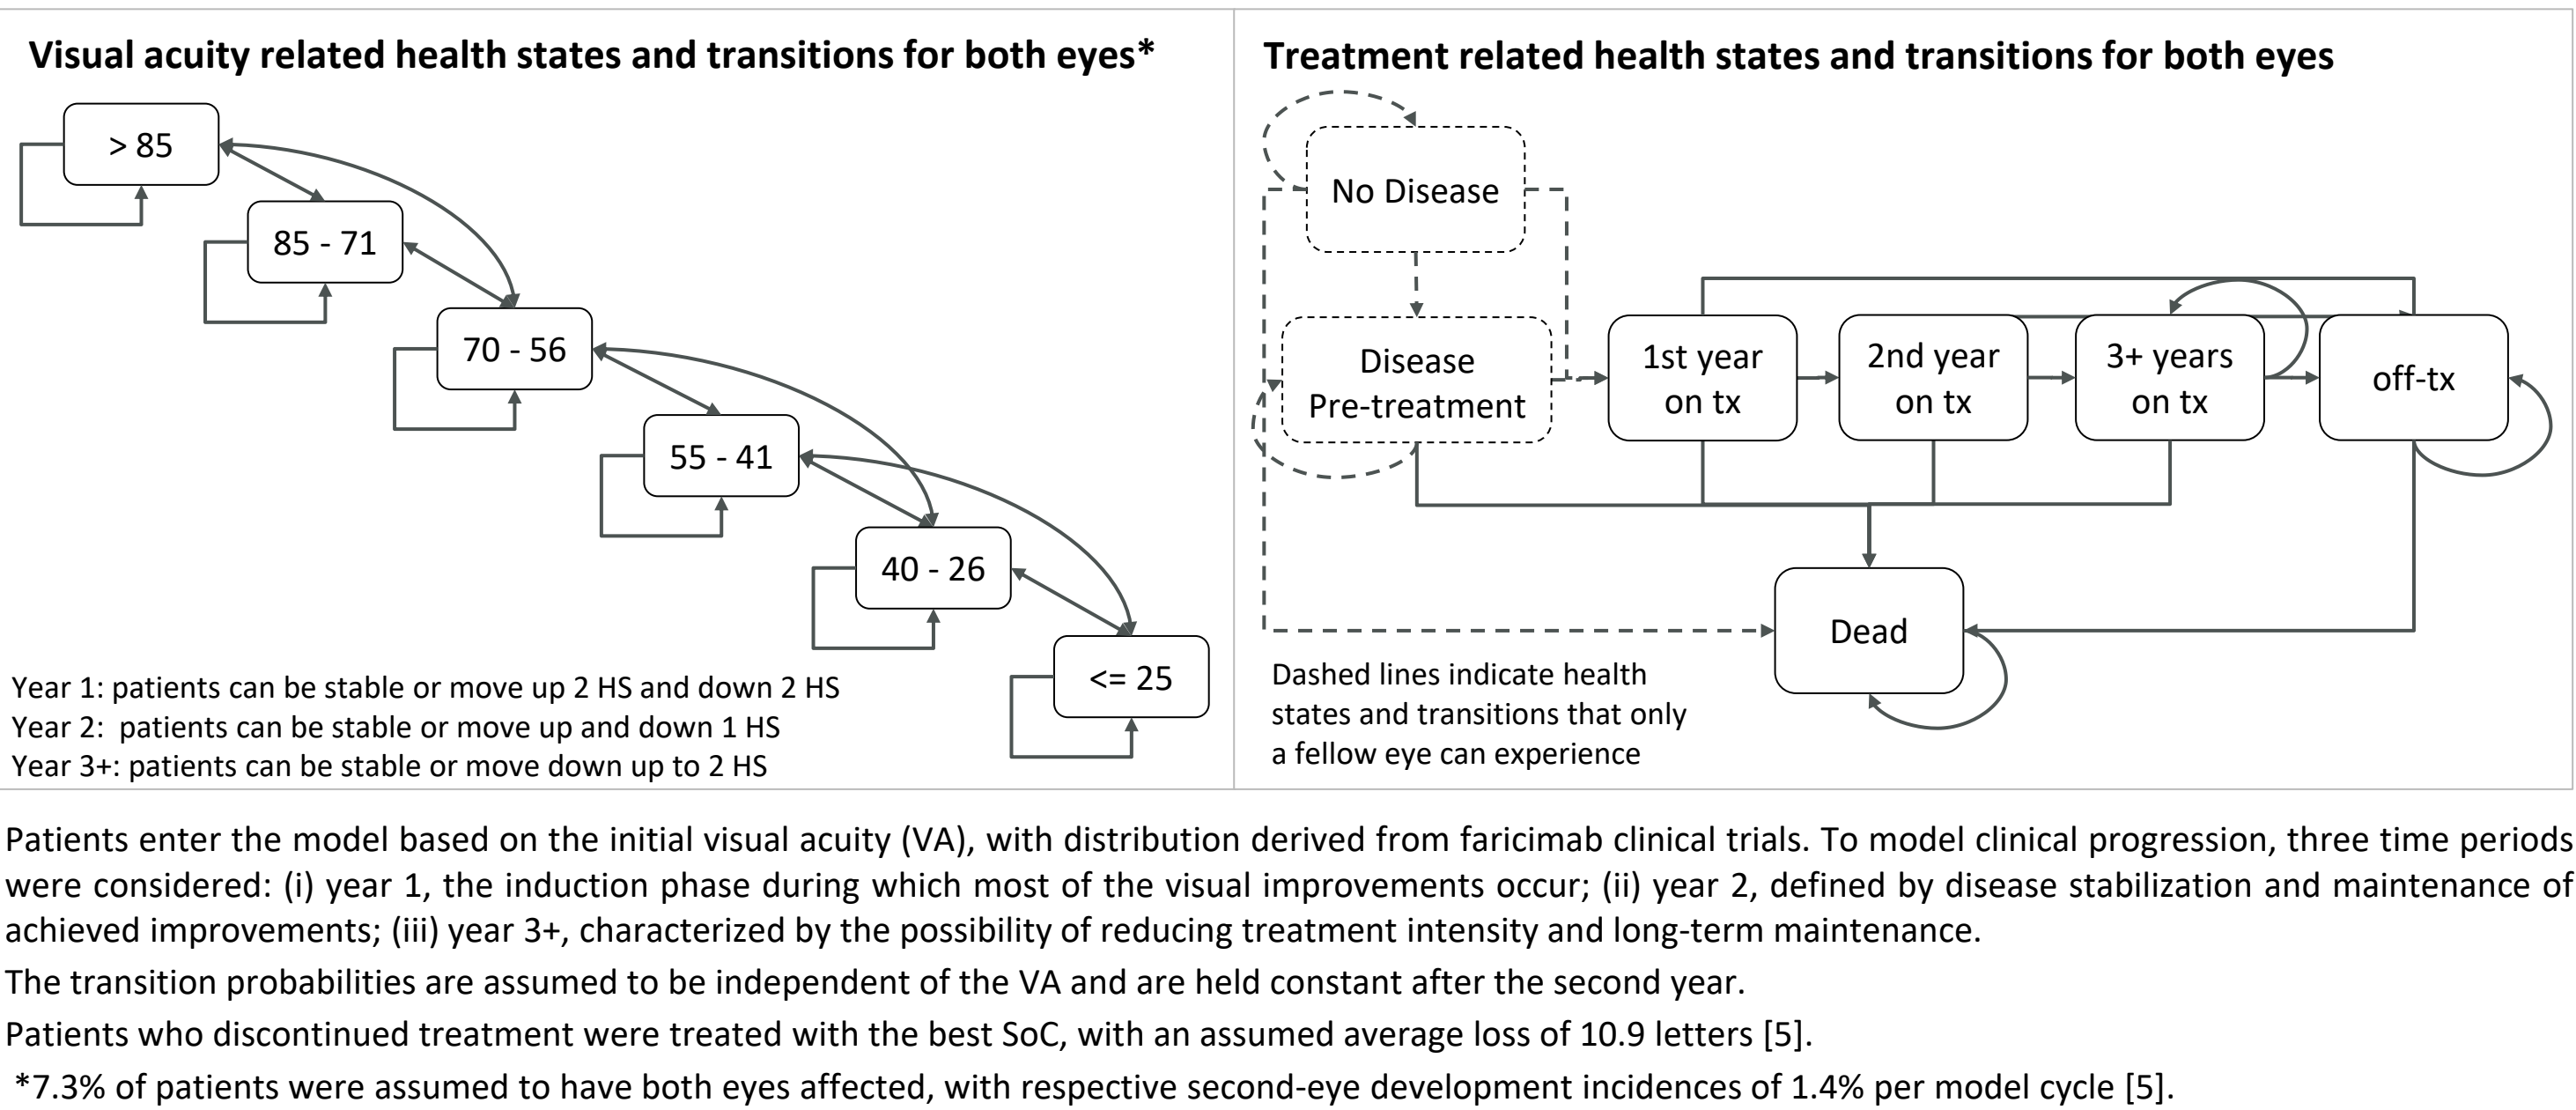 Visual acuity related health states and transitions for both eyes*
> 85
85 - 71
70 - 56
55 - 41
40 - 26
<= 25
Year 1: patients can be stable or move up 2 HS and down 2 HS
Year 2:  patients can be stable or move up and down 1 HS
Year 3+: patients can be stable or move down up to 2 HS
Treatment related health states and transitions for both eyes
No Disease
Disease
Pre-treatment
1st year
on tx
2nd year
on tx
3+ years
on tx
off-tx
Dead
Dashed lines indicate health
states and transitions that only
a fellow eye can experience
Patients enter the model based on the initial visual acuity (VA), with distribution derived from faricimab clinical trials. To model clinical progression, three time periods
were considered: (i) year 1, the induction phase during which most of the visual improvements occur; (ii) year 2, defined by disease stabilization and maintenance of
achieved improvements; (iii) year 3+, characterized by the possibility of reducing treatment intensity and long-term maintenance.
The transition probabilities are assumed to be independent of the VA and are held constant after the second year.
Patients who discontinued treatment were treated with the best SoC, with an assumed average loss of 10.9 letters [5].
*7.3% of patients were assumed to have both eyes affected, with respective second-eye development incidences of 1.4% per model cycle [5].